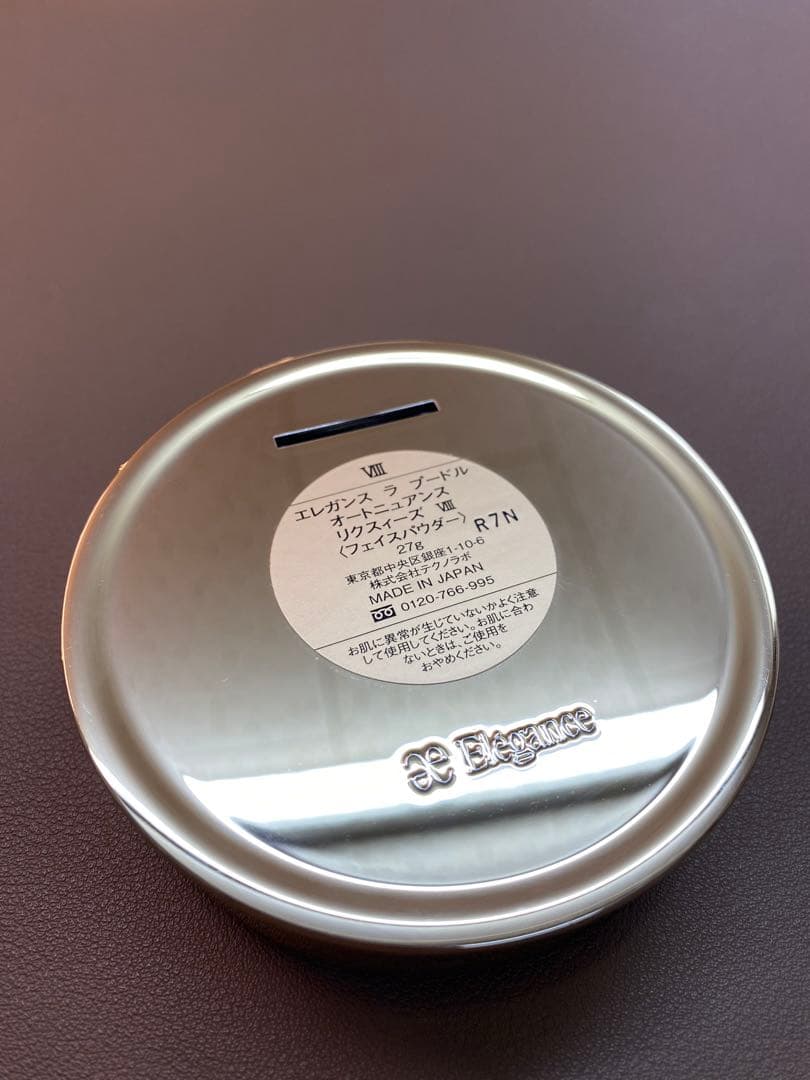 VIII
エレガンス ラ プードル
オートニュアンス
リクスィーズ VIII
〈フェイスパウダー〉 R7N
27g
東京都中央区銀座1-10-6
株式会社テクノラボ
MADE IN JAPAN
0120-766-995
お肌に異常が生じていないかよく注意
して使用してください。お肌に合わ
ないときは、ご使用を
おやめください。
Elégance